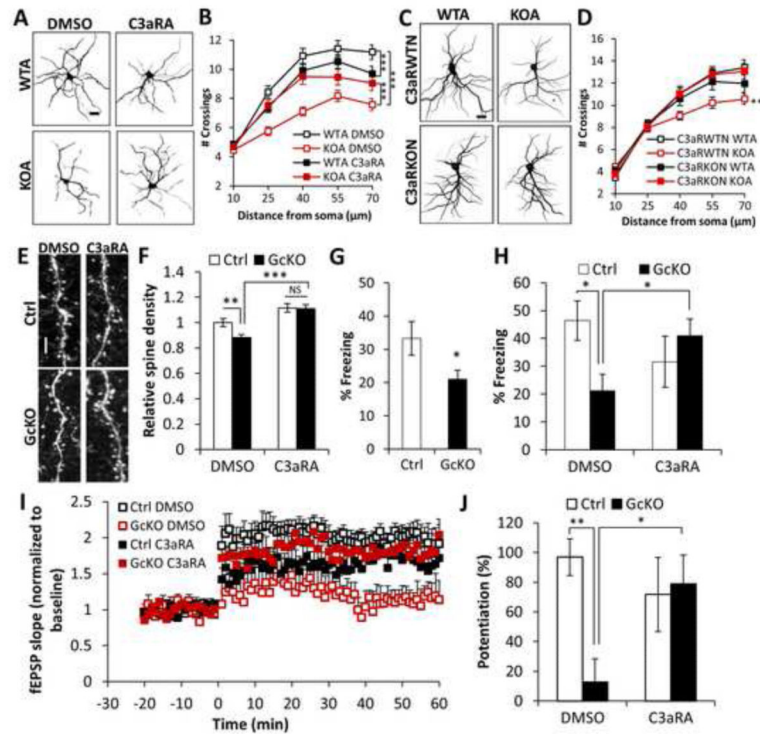 A
DMSO C3aRA
WTA
KOA
B
# Crossings
12
10
8
6
4
2
0
*** *** ***
WTA DMSO
KOA DMSO
WTA C3aRA
KOA C3aRA
10 25 40 55 70
Distance from soma (µm)
C
WTA KOA
C3aRWTN
C3aRKON
D
# Crossings
16
14
12
10
8
6
4
**
C3aRWTN WTA
C3aRWTN KOA
C3aRKON WTA
C3aRKON KOA
10 25 40 55 70
Distance from soma (µm)
E
DMSO C3aRA
Ctrl
GcKO
F
Ctrl GcKO
Relative spine density
1.4
1.2
1
0.8
0.6
0.4
0.2
0
** *** NS
DMSO C3aRA
G
% Freezing
50
40
30
20
10
0
*
Ctrl GcKO
H
Ctrl GcKO
% Freezing
60
50
40
30
20
10
0
* *
DMSO C3aRA
I
fEPSP slope (normalized to baseline)
2.5
2
1.5
1
0.5
0
Ctrl DMSO
GcKO DMSO
Ctrl C3aRA
GcKO C3aRA
-30 -20 -10 0 10 20 30 40 50 60
Time (min)
J
Ctrl GcKO
Potentiation (%)
120
100
80
60
40
20
0
** *
DMSO C3aRA